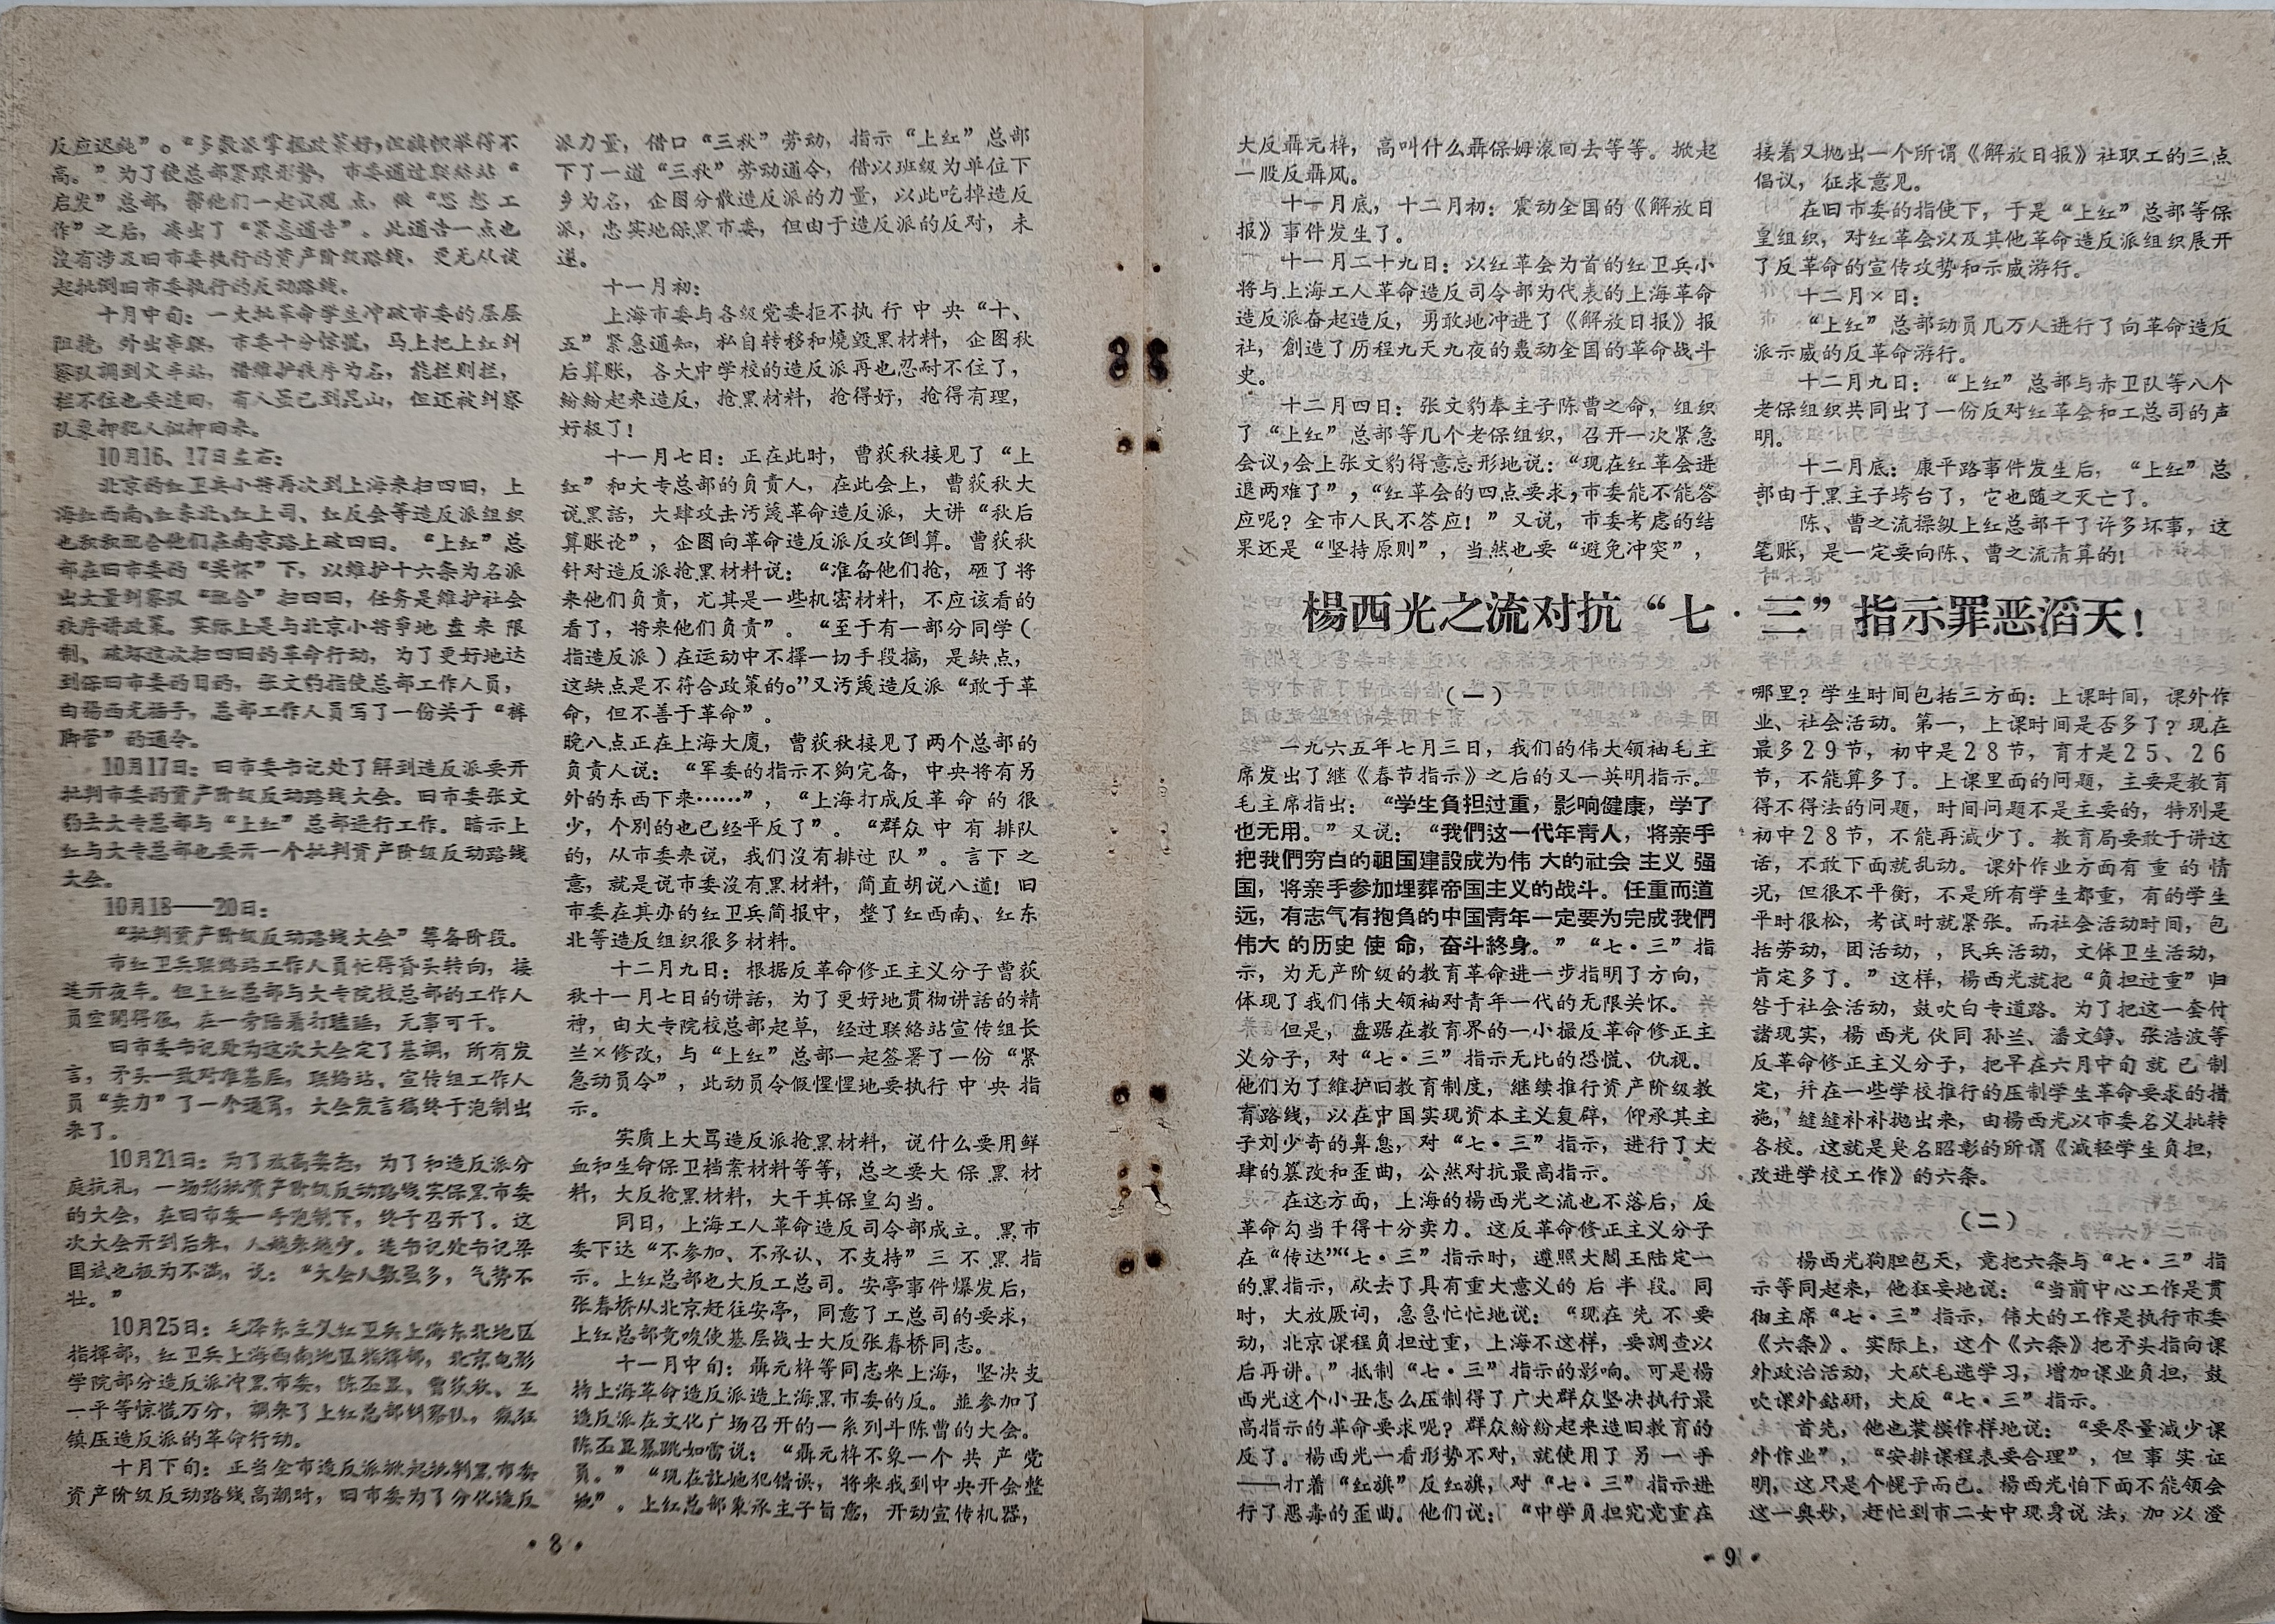 反应迟鈍”。“多数派掌握政策好,但旗帜举得不
高。”为了使总部紧跟形势，市委通过联络站“
启发”总部，帮他们一起议观点，做“思想工
作”之后，凑出了“紧急通告”。此通告一点也
沒有涉及旧市委执行的资产阶级路线，更无从谈
起批倒旧市委执行的反动路线。
十月中旬：一大批革命学生冲破市委的层层
阻挠，外出串联，市委十分惊慌，马上把上红纠
察队調到火车站，借维护秩序为名，能拦则拦，
拦不住也要追回，有人虽已到昆山，但还被纠察
队象押犯人似押回来。
10月16、17日左右：
北京的红卫兵小将再次到上海来扫四旧，上
海红西南、红东北、红上司、红反会等造反派组织
也积极配合他们在南京路上破四旧。“上红”总
部在旧市委的“关怀”下，以维护十六条为名派
出大量纠察队“配合”扫四旧，任务是维护社会
秩序讲政策。实际上是与北京小将争地盘来限
制、破坏这次扫四旧的革命行动，为了更好地达
到保旧市委的目的，张文豹指使总部工作人员，
由楊西光插手，总部工作人员写了一份关于“裤
脚管”的通令。
10月17日：旧市委书记处了解到造反派要开
批判市委的资产阶级反动路线大会。旧市委张文
豹去大专总部与“上红”总部进行工作。暗示上
红与大专总部也要开一个批判资产阶级反动路线
大会。
10月18——20日：
“批判资产阶级反动路线大会”筹备阶段。
市红卫兵联络站工作人员忙得昏头转向，接
连开夜车。但上红总部与大专院校总部的工作人
员空閑得很，在一旁陪着打瞌睡，无事可干。
旧市委书记处为这次大会定了基調，所有发
言，矛头一致对准基层，联络站、宣传组工作人
员“卖力”了一个通宵，大会发言稿终于泡制出
来了。
10月21日：为了放高姿态，为了和造反派分
庭抗礼，一场形批资产阶级反动路线实保黑市委
的大会，在旧市委一手泡制下，终于召开了。这
次大会开到后来，人越来越少。连书记处书记梁
国斌也极为不满，说：“大会人数虽多，气势不
壮。”
10月25日：毛泽东主义红卫兵上海东北地区
指挥部，红卫兵上海西南地区指挥部，北京电影
学院部分造反派冲黑市委，陈丕显、曹荻秋、王
一平等惊慌万分，調来了上红总部纠察队，疯狂
镇压造反派的革命行动。
十月下旬：正当全市造反派掀起批判黑市委
资产阶级反动路线高潮时，旧市委为了分化造反
·8·
派力量，借口“三秋”劳动，指示“上红”总部
下了一道“三秋”劳动通令，借以班级为单位下
乡为名，企图分散造反派的力量，以此吃掉造反
派，忠实地保黑市委，但由于造反派的反对，未
遂。
十一月初：
上海市委与各级党委拒不执行中央“十、
五”紧急通知，私自转移和燒毁黑材料，企图秋
后算账，各大中学校的造反派再也忍耐不住了，
紛紛起来造反，抢黑材料，抢得好，抢得有理，
好极了！
十一月七日：正在此时，曹荻秋接见了“上
红”和大专总部的负责人，在此会上，曹荻秋大
说黑話，大肆攻击污蔑革命造反派，大讲“秋后
算账论”，企图向革命造反派反攻倒算。曹荻秋
针对造反派抢黑材料说：“准备他们抢，砸了将
来他们负责，尤其是一些机密材料，不应该看的
看了，将来他们负责”。“至于有一部分同学（
指造反派）在运动中不擇一切手段搞，是缺点，
这缺点是不符合政策的。”又污蔑造反派“敢于革
命，但不善于革命”。
晚八点正在上海大廈，曹荻秋接见了两个总部的
负责人说：“军委的指示不夠完备，中央将有另
外的东西下来……”，“上海打成反革命的很
少，个别的也已经平反了”。“群众中有排队
的，从市委来说，我们沒有排过队”。言下之
意，就是说市委沒有黑材料，简直胡说八道！旧
市委在其办的红卫兵简报中，整了红西南、红东
北等造反组织很多材料。
十二月九日：根据反革命修正主义分子曹荻
秋十一月七日的讲話，为了更好地贯彻讲話的精
神，由大专院校总部起草，经过联絡站宣传组长
兰×修改，与“上红”总部一起签署了一份“紧
急动员令”，此动员令假惺惺地要执行中央指
示。
实质上大罵造反派抢黑材料，说什么要用鲜
血和生命保卫档案材料等等，总之要大保黑材
料，大反抢黑材料，大干其保皇勾当。
同日，上海工人革命造反司令部成立。黑市
委下达“不参加、不承认、不支持”三不黑指
示。上红总部也大反工总司。安亭事件爆发后，
张春桥从北京赶往安亭，同意了工总司的要求，
上红总部竟唆使基层战士大反张春橋同志。
十一月中旬：聶元梓等同志来上海，坚决支
持上海革命造反派造上海黑市委的反。並参加了
造反派在文化广场召开的一系列斗陈曹的大会。
陈丕显暴跳如雷说：“聶元梓不象一个共产党
员。”“现在让她犯错误，将来我到中央开会整
她”。上红总部秉承主子旨意，开动宣传机器，
大反聶元梓，高叫什么聶保姆滚回去等等。掀起
一股反聶风。
十一月底，十二月初：震动全国的《解放日
报》事件发生了。
十一月二十九日：以红革会为首的红卫兵小
将与上海工人革命造反司令部为代表的上海革命
造反派奋起造反，勇敢地冲进了《解放日报》报
社，創造了历程九天九夜的轰动全国的革命战斗
史。
十二月四日：张文豹奉主子陈曹之命，组织
了“上红”总部等几个老保组织，召开一次紧急
会议,会上张文豹得意忘形地说：“现在红革会进
退两难了”，“红革会的四点要求,市委能不能答
应呢？全市人民不答应！”又说，市委考虑的结
果还是“坚持原则”，当然也要“避免冲突”，
接着又抛出一个所谓《解放日报》社职工的三点
倡议，征求意见。
在旧市委的指使下，于是“上红”总部等保
皇组织，对红革会以及其他革命造反派组织展开
了反革命的宣传攻势和示威游行。
十二月×日：
“上红”总部动员几万人进行了向革命造反
派示威的反革命游行。
十二月九日：“上红”总部与赤卫队等八个
老保组织共同出了一份反对红革会和工总司的声
明。
十二月底：康平路事件发生后，“上红”总
部由于黑主子垮台了，它也随之灭亡了。
陈、曹之流操纵上红总部干了许多坏事，这
笔账，是一定要向陈、曹之流清算的！
楊西光之流对抗“七·三”指示罪恶滔天！
（一）
一九六五年七月三日，我们的伟大领袖毛主
席发出了继《春节指示》之后的又一英明指示。
毛主席指出：“学生負担过重，影响健康，学了
也无用。”又说：“我們这一代年青人，将亲手
把我們穷白的祖国建設成为伟大的社会主义强
国，将亲手参加埋葬帝国主义的战斗。任重而道
远，有志气有抱負的中国青年一定要为完成我們
伟大的历史使命，奋斗終身。”“七·三”指
示，为无产阶级的教育革命进一步指明了方向，
体现了我们伟大领袖对青年一代的无限关怀。
但是，盘踞在教育界的一小撮反革命修正主
义分子，对“七·三”指示无比的恐慌、仇视。
他们为了維护旧教育制度，继续推行资产阶级教
育路线，以在中国实现资本主义复辟，仰承其主
子刘少奇的鼻息，对“七·三”指示，进行了大
肆的篡改和歪曲，公然对抗最高指示。
在这方面，上海的楊西光之流也不落后，反
革命勾当干得十分卖力。这反革命修正主义分子
在“传达”“七·三”指示时，遵照大閻王陆定一
的黑指示，砍去了具有重大意义的后半段。同
时，大放厥词，急急忙忙地说：“现在先不要
动，北京课程负担过重，上海不这样，要調查以
后再讲。”抵制“七·三”指示的影响。可是楊
西光这个小丑怎么压制得了广大群众坚决执行最
高指示的革命要求呢？群众紛紛起来造旧教育的
反了。楊西光一看形势不对，就使用了另一手
——打着“红旗”反红旗，对“七·三”指示进
行了恶毒的歪曲。他们说：“中学负担究竟重在
哪里？学生时间包括三方面：上课时间，课外作
业、社会活动。第一，上课时间是否多了？现在
最多29节，初中是28节，育才是25、26
节，不能算多了。上课里面的问题，主要是教育
得不得法的问题，时间问题不是主要的，特别是
初中28节，不能再減少了。教育局要敢于讲这
话，不敢下面就乱动。课外作业方面有重的情
况，但很不平衡，不是所有学生都重，有的学生
平时很松，考试时就紧张。而社会活动时间，包
括劳动，团活动，，民兵活动，文体卫生活动，
肯定多了。”这样，楊西光就把“负担过重”归
咎于社会活动，鼓吹白专道路。为了把这一套付
諸现实，楊西光伙同孙兰、潘文錚、张浩波等
反革命修正主义分子，把早在六月中旬就已制
定，幷在一些学校推行的压制学生革命要求的措
施，缝缝补补抛出来，由楊西光以市委名义批转
各校。这就是臭名昭彰的所谓《減轻学生负担，
改进学校工作》的六条。
（二）
楊西光狗胆包天，竟把六条与“七·三”指
示等同起来，他狂妄地说：“当前中心工作是贯
彻主席“七·三”指示，伟大的工作是执行市委
《六条》。实际上，这个《六条》把矛头指向课
外政治活动，大砍毛选学习，增加课业负担，鼓
吹课外鉆研，大反“七·三”指示。
首先，他也装模作样地说：“要尽量減少课
外作业”，“安排课程表要合理”，但事实证
明，这只是个幌子而已。楊西光怕下面不能领会
这一奥妙，赶忙到市二女中现身说法，加以澄
·9·